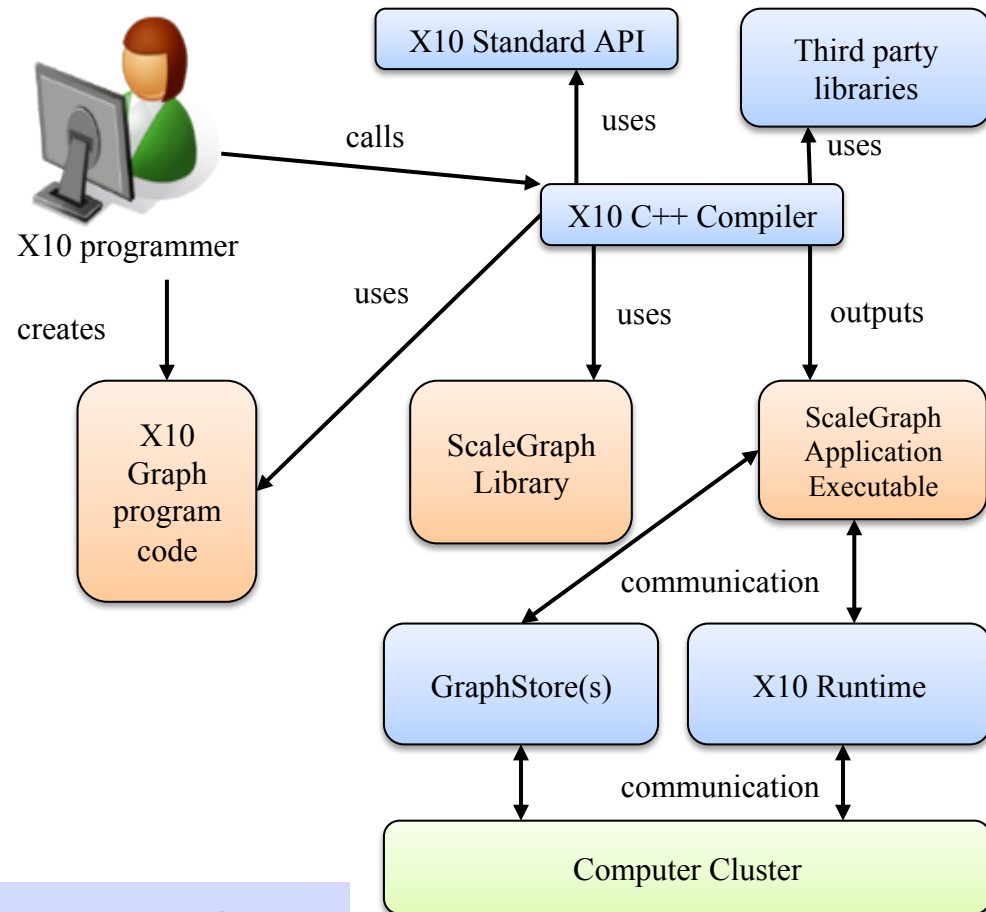 X10 Standard API
Third party
libraries
calls
uses
uses
X10 C++ Compiler
X10 programmer
uses
uses
outputs
creates
X10
Graph
program
code
ScaleGraph
Library
ScaleGraph
Application
Executable
communication
GraphStore(s)
X10 Runtime
communication
Computer Cluster